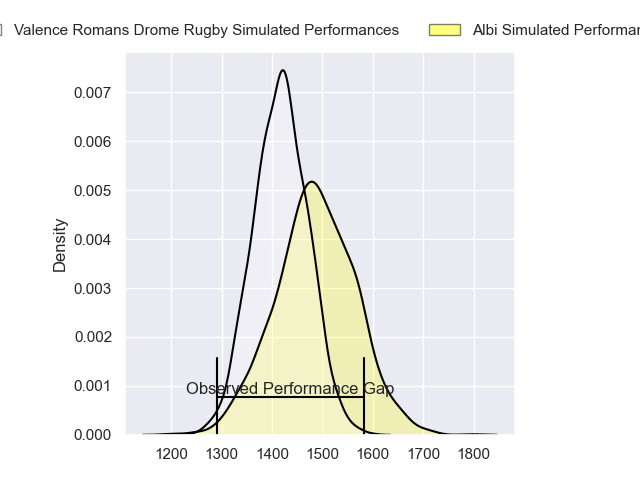 Valence Romans Drome Rugby Simulated Performances
Albi Simulated
0.007
0.006
0.005
0.004
0.003
0.002
0.001
0.000
Density
Observed Performance Gap
1200 1300 1400 1500 1600 1700 1800